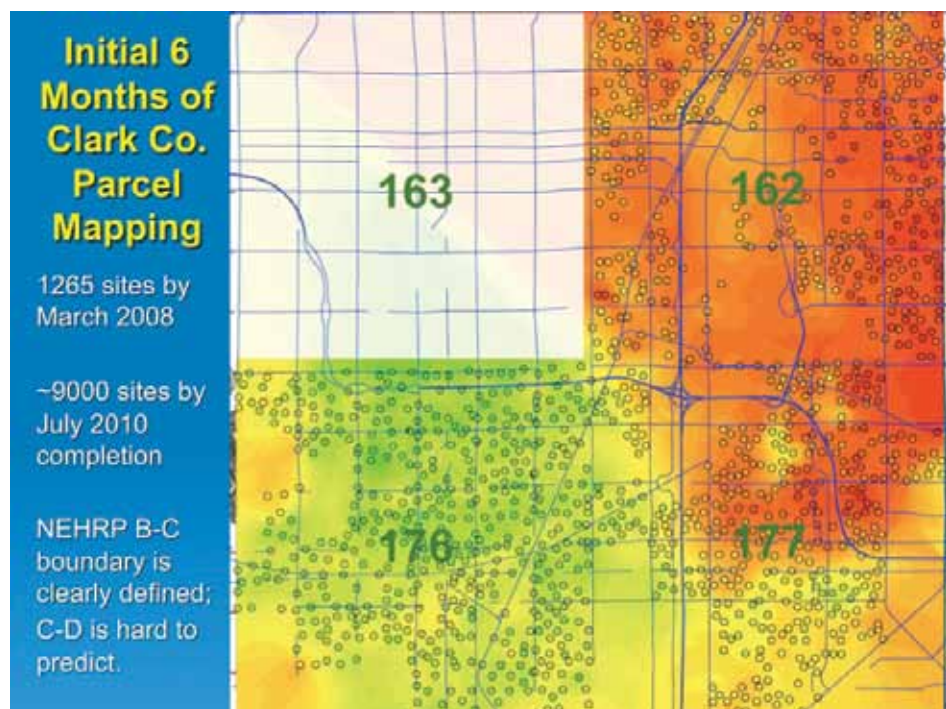 Initial 6
Months of
Clark Co.
Parcel
Mapping
1265 sites by
March 2008
~9000 sites by
July 2010
completion
NEHRP B-C
boundary is
clearly defined;
C-D is hard to
predict.
163
162
176
177